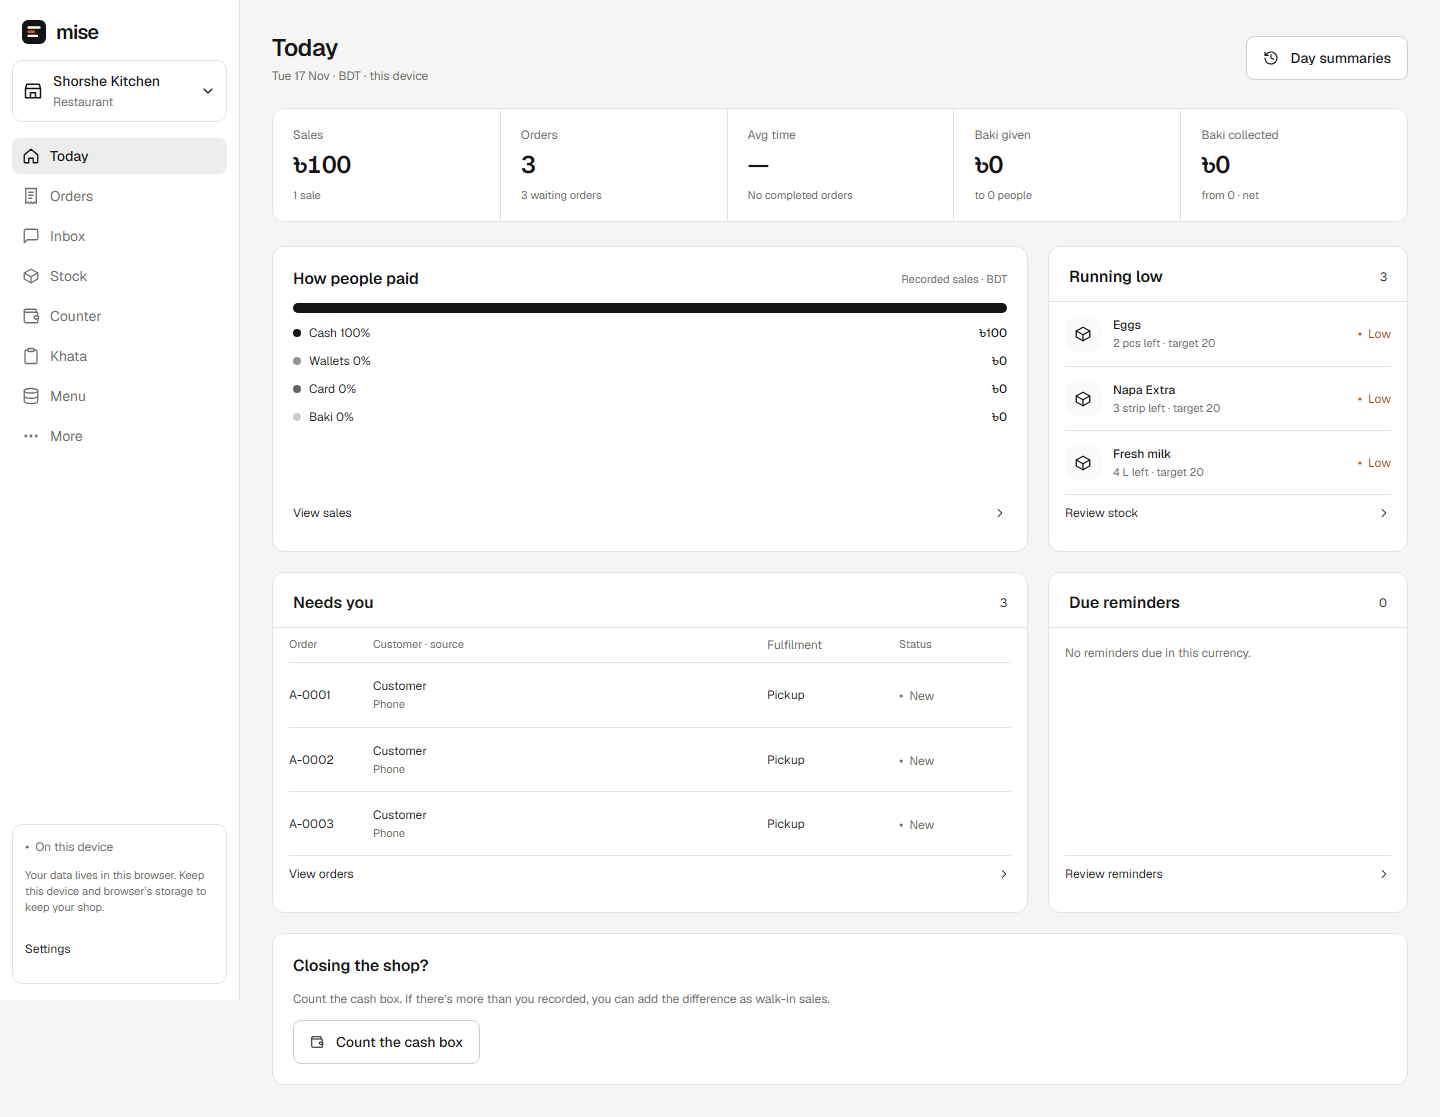 mise
Shorshe Kitchen
Restaurant
Today
Orders
Inbox
Stock
Counter
Khata
Menu
More
• On this device
Your data lives in this browser. Keep
this device and browser's storage to
keep your shop.
Settings
Today
Tue 17 Nov · BDT · this device
Day summaries
Sales
৳100
1 sale
Orders
3
3 waiting orders
Avg time
—
No completed orders
Baki given
৳0
to 0 people
Baki collected
৳0
from 0 · net
How people paid
Recorded sales · BDT
Cash 100% ৳100
Wallets 0% ৳0
Card 0% ৳0
Baki 0% ৳0
View sales
Running low 3
Eggs
2 pcs left · target 20
• Low
Napa Extra
3 strip left · target 20
• Low
Fresh milk
4 L left · target 20
• Low
Review stock
Needs you 3
Order Customer · source Fulfilment Status
A-0001 Customer Pickup • New
Phone
A-0002 Customer Pickup • New
Phone
A-0003 Customer Pickup • New
Phone
View orders
Due reminders 0
No reminders due in this currency.
Review reminders
Closing the shop?
Count the cash box. If there's more than you recorded, you can add the difference as walk-in sales.
Count the cash box